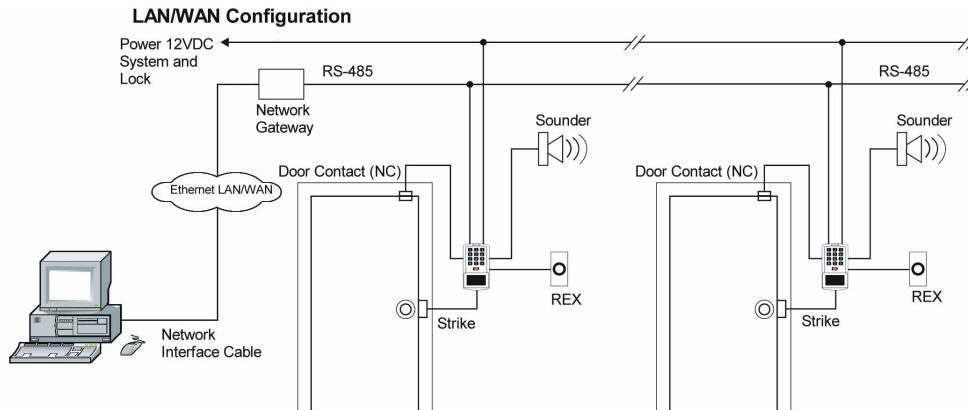 LAN/WAN Configuration
Power 12VDC
System and
Lock
RS-485
RS-485
Network
Gateway
Sounder
Sounder
Door Contact (NC)
Door Contact (NC)
Ethernet LAN/WAN
REX
REX
Strike
Strike
Network
Interface Cable